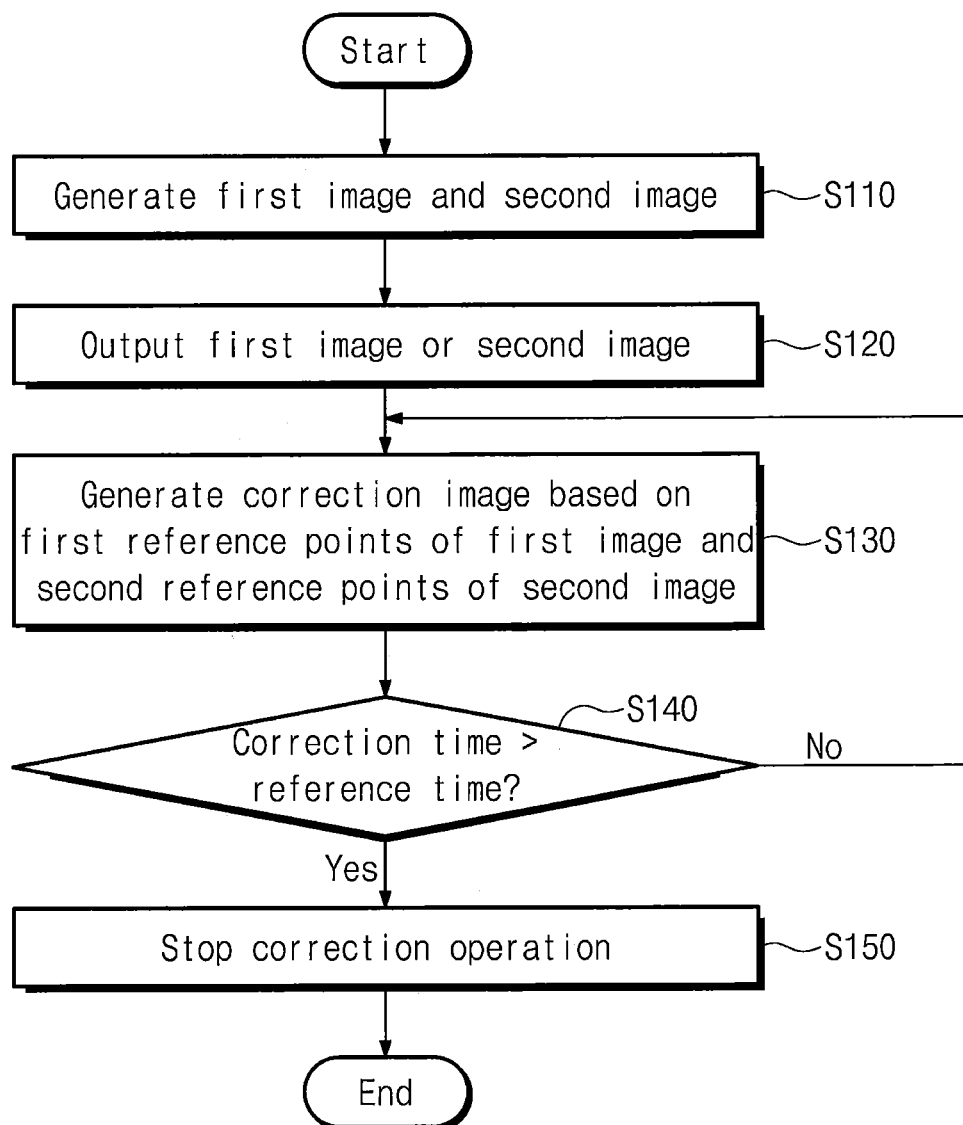 Start
Generate first image and second image
S110
Output first image or second image
S120
Generate correction image based on
first reference points of first image and
second reference points of second image
S130
S140
Correction time >
reference time?
No
Yes
Stop correction operation
S150
End